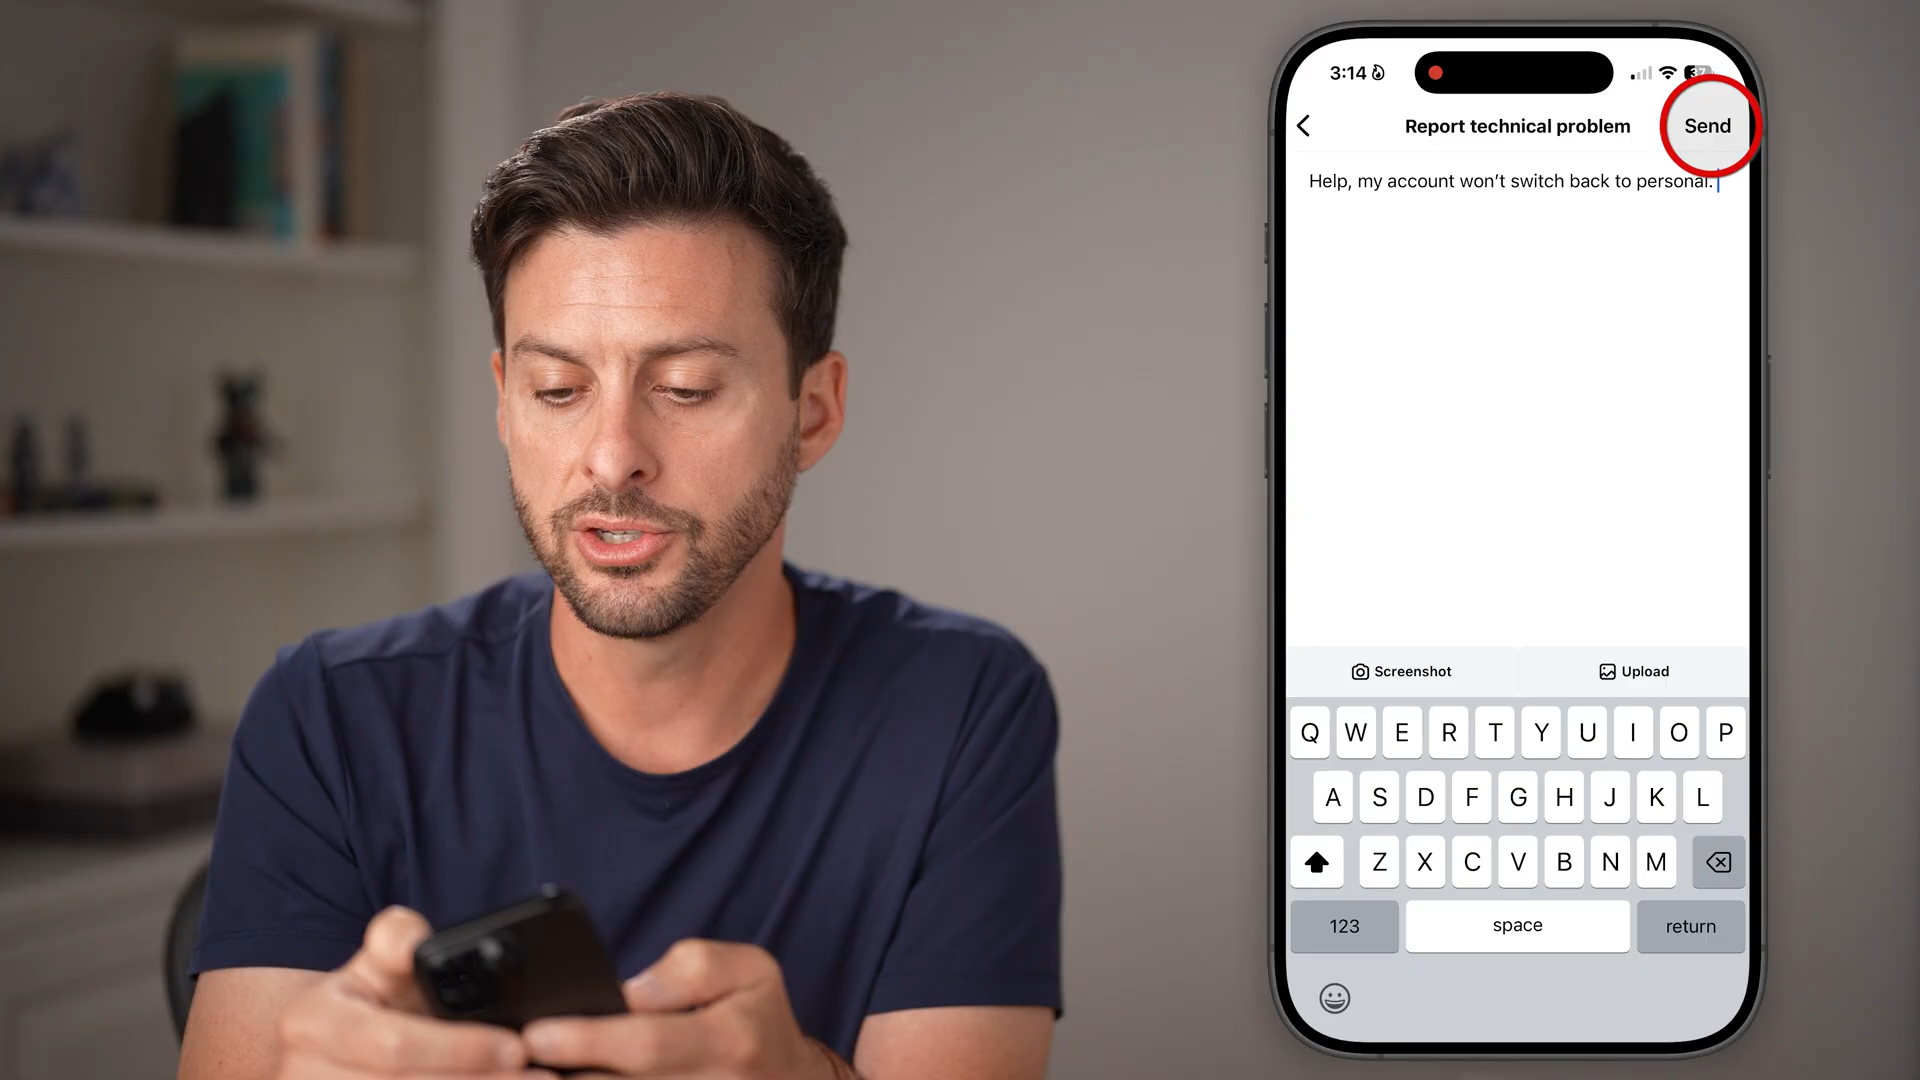 3:14
37
Report technical problem
Send
Help, my account won’t switch back to personal.
Screenshot
Upload
Q W E R T Y U I O P
A S D F G H J K L
Z X C V B N M
123
space
return